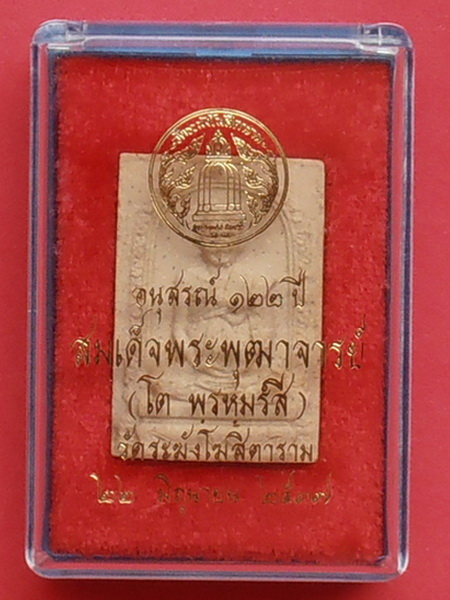 อนุสรณ์ ๑๒๒ ปี
สมเด็จพระพุฒาจารย์
(โต พรหมรังสี)
วัดระฆังโฆสิตาราม
๒๒ มิถุนายน ๒๕๓๗